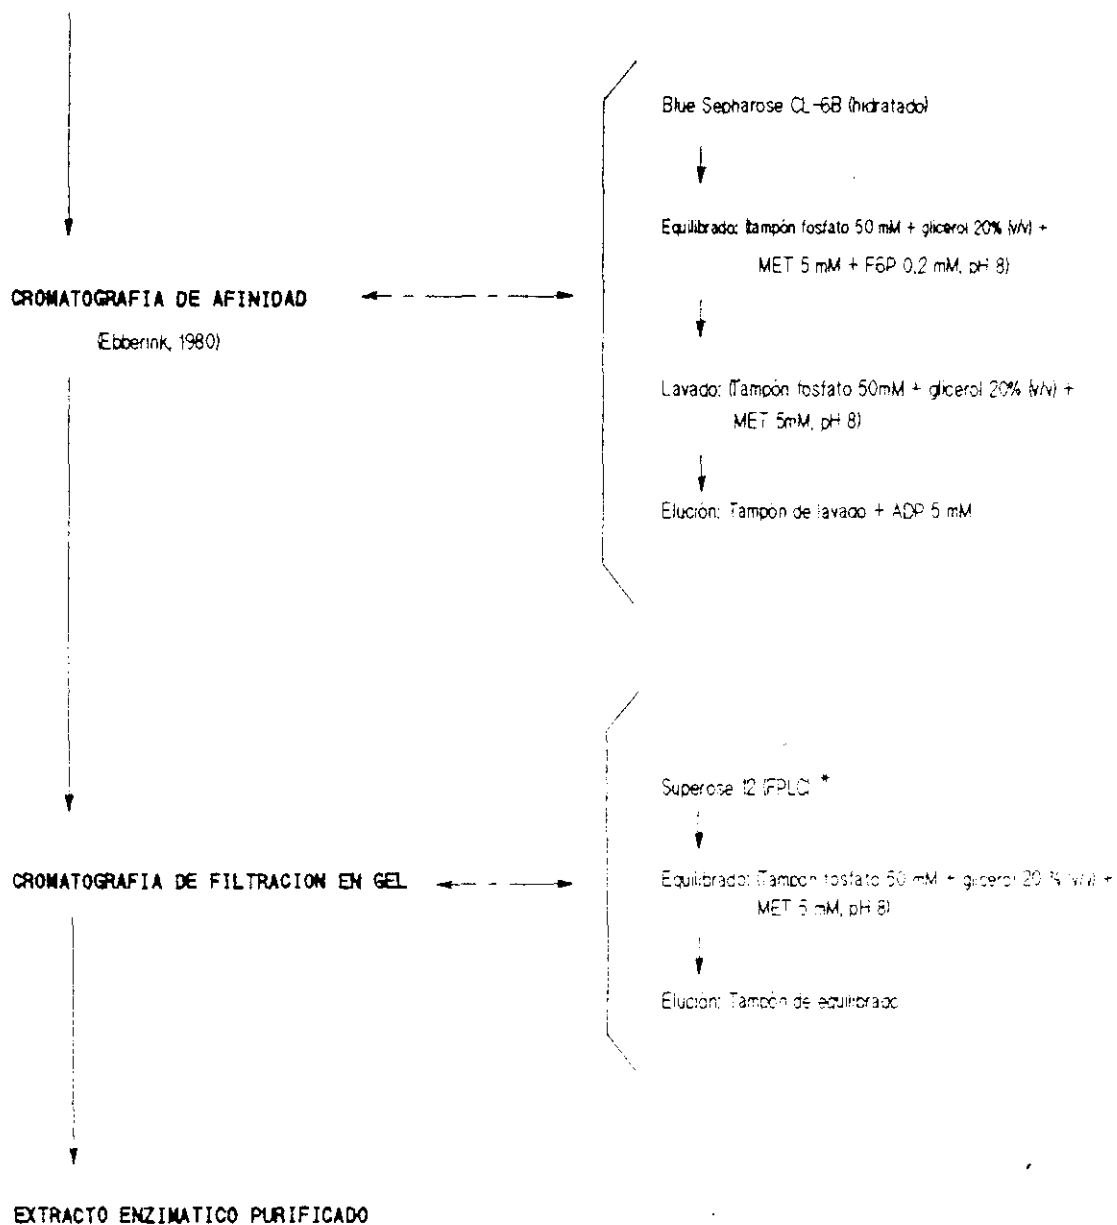 Blue Sepharose CL-6B (hidratado)
Equilibrado: (tampón fosfato 50 mM + glicerol 20% (v/v) +
MET 5 mM + F6P 0,2 mM, pH 8)
CROMATOGRAFIA DE AFINIDAD
(Ebberink, 1980)
Lavado: (Tampón fosfato 50mM + glicerol 20% (v/v) +
MET 5mM, pH 8)
Elución: Tampón de lavado + ADP 5 mM
Superose 12 (FPLC) *
CROMATOGRAFIA DE FILTRACION EN GEL
Equilibrado: (Tampón fosfato 50 mM + glicerol 20 % (v/v) +
MET 5 mM, pH 8)
Elución: Tampón de equilibrado
EXTRACTO ENZIMATICO PURIFICADO